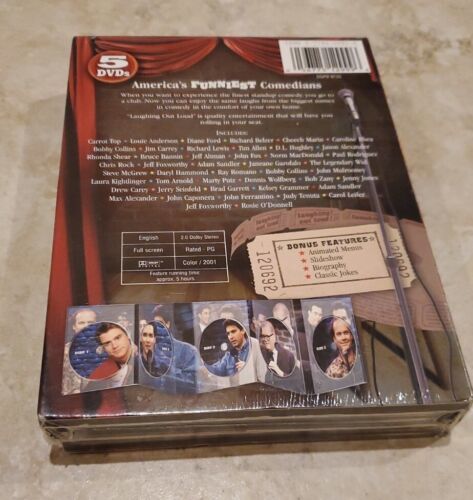 5
DVDs
America's FUNNIEST Comedians
When you want to experience the finest standup comedy, you go to
a club. Now you can enjoy the same laughs from the biggest names
in comedy in the comfort of your own home.
"Laughing Out Loud" is quality entertainment that will have you
rolling in your seat.
INCLUDES:
Carrot Top • Louie Anderson • Diane Ford • Richard Belzer • Cheech Marin • Caroline Rhea
Bobby Collins • Jim Carrey • Richard Lewis • Tim Allen • D.L. Hughley • Jason Alexander
Rhonda Shear • Bruce Baum • Jeff Altman • John Fox • Norm MacDonald • Paul Rodriguez
Chris Rock • Jeff Foxworthy • Adam Sandler • Janeane Garofalo • The Legendary Wid
Steve McGrew • Daryl Hammond • Ray Romano • Bobby Collins • John Mulrooney
Laura Kightlinger • Tom Arnold • Marty Putz • Dennis Wolfberg • Bob Zany • Jenny Jones
Drew Carey • Jerry Seinfeld • Brad Garrett • Kelsey Grammer • Adam Sandler
Max Alexander • John Caponera • John Ferrantino • Judy Tenuta • Carol Leifer
Jeff Foxworthy • Rosie O'Donnell
English 2.0 Dolby Stereo
Full screen Rated - PG
Color / 2001
Feature running time
approx. 5 hours
120692
BONUS FEATURES:
★ Animated Menus
★ Slideshow
★ Biography
★ Classic Jokes
120692
DISC 1
DISC 3